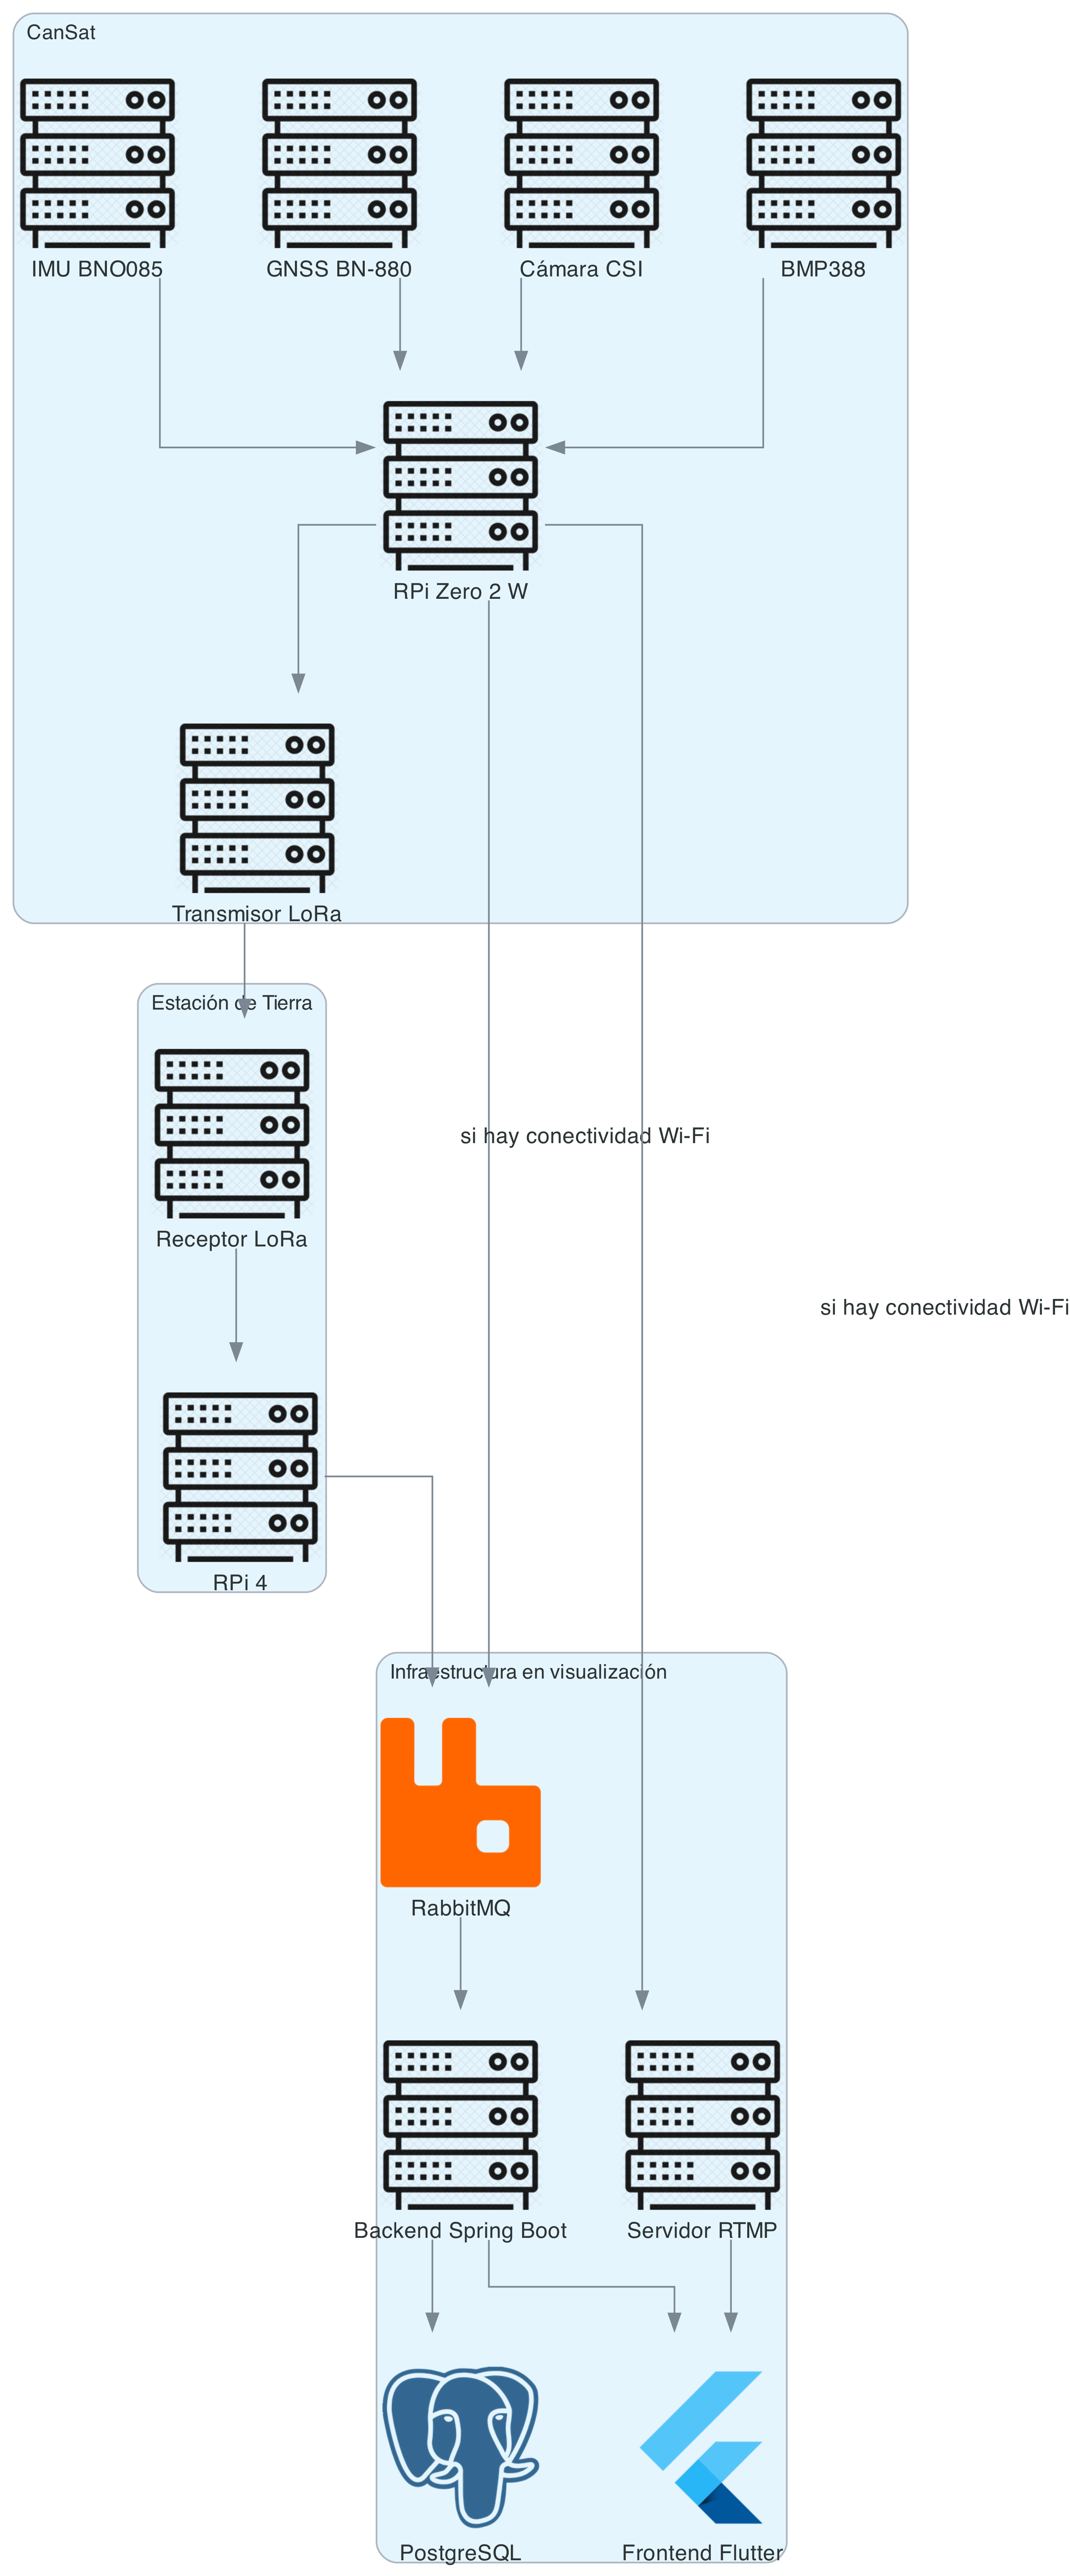 CanSat
IMU BNO085
GNSS BN-880
Cámara CSI
BMP388
RPi Zero 2 W
Transmisor LoRa
Estación de Tierra
Receptor LoRa
si hay conectividad Wi-Fi
si hay conectividad Wi-Fi
RPi 4
Infraestructura en visualización
RabbitMQ
Backend Spring Boot
Servidor RTMP
PostgreSQL
Frontend Flutter